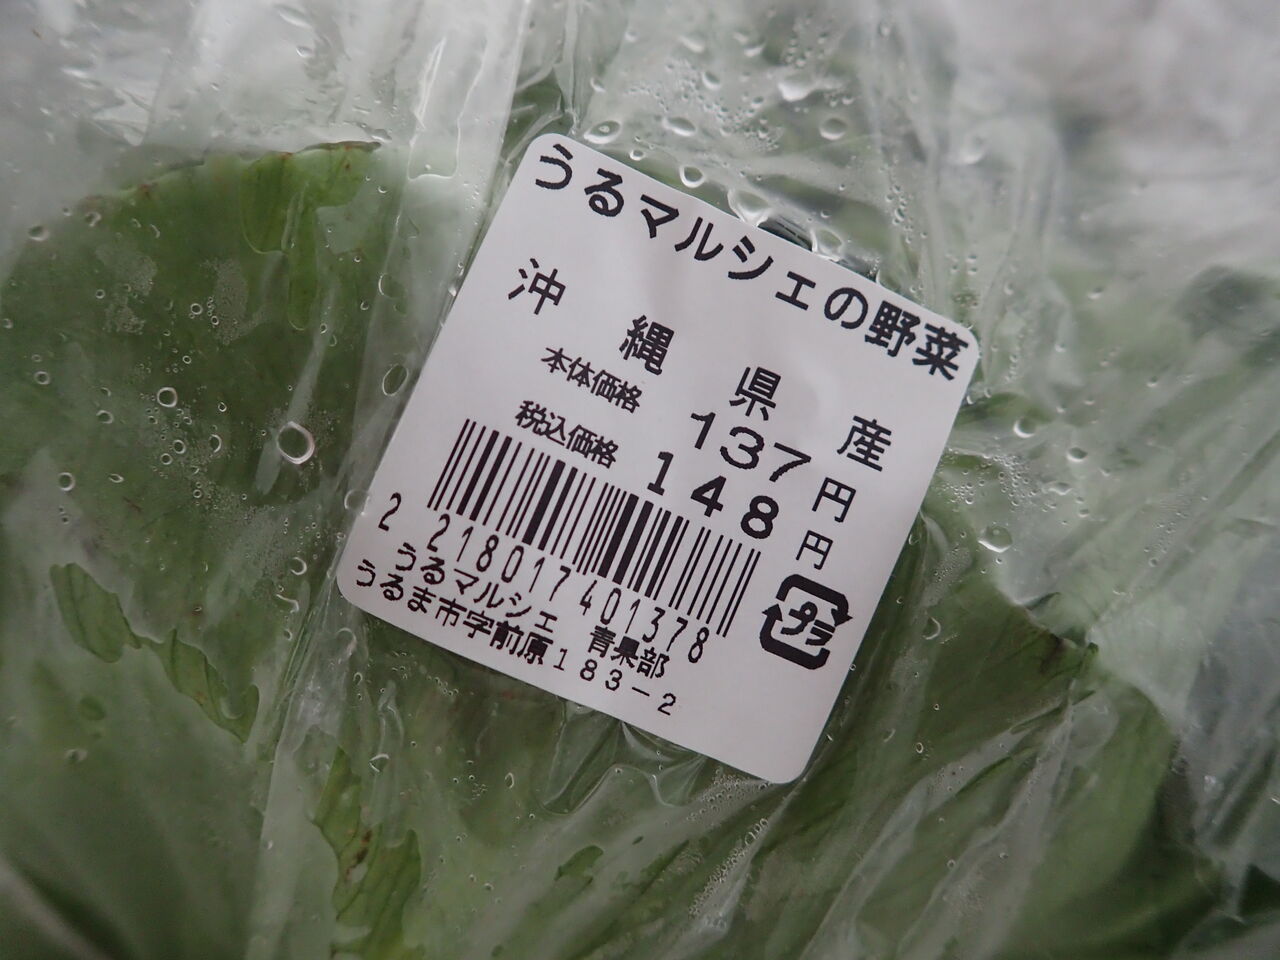 うるマルシェの野菜
沖縄県産
本体価格 137円
税込価格 148円
2 218017 401378
プラ
うるマルシェ 青果部
うるま市字前原183-2